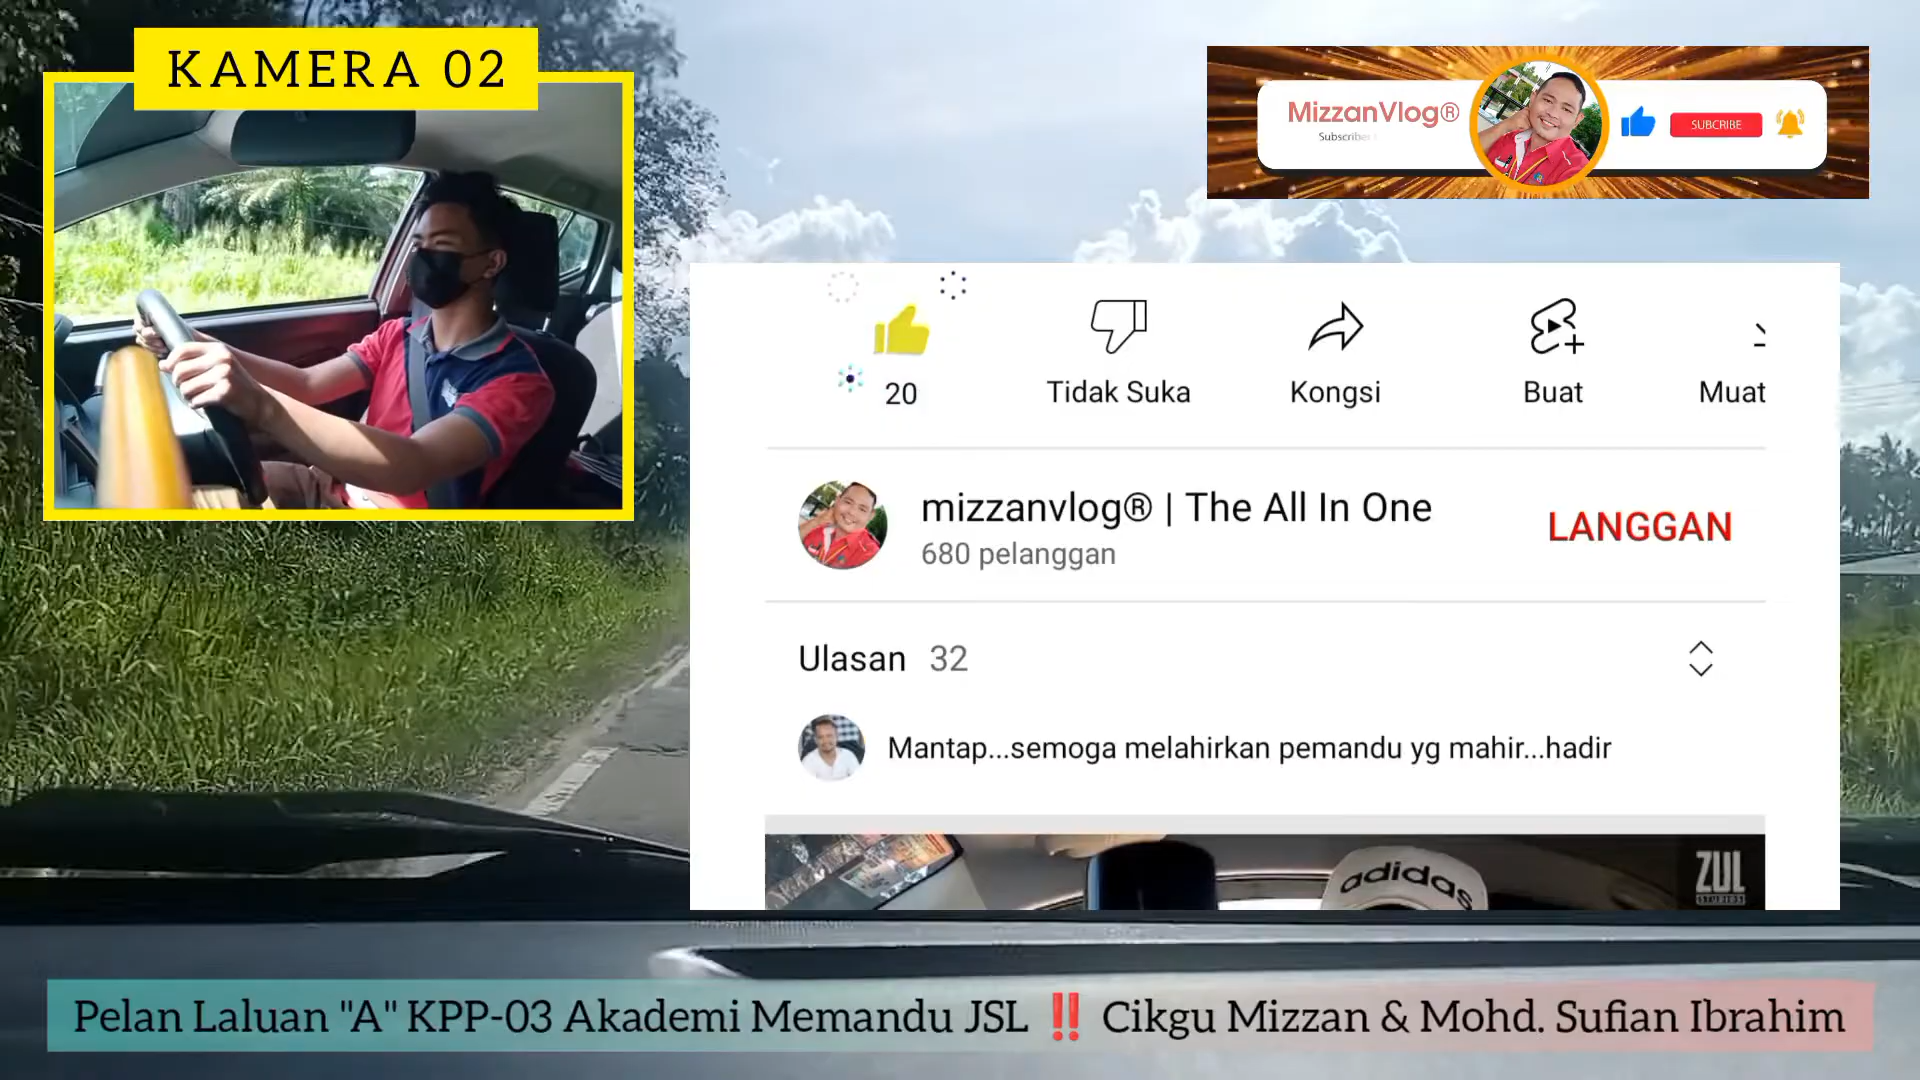 KAMERA 02
MizzanVlog®
Subscriber
SUBCRIBE
20
Tidak Suka
Kongsi
Buat
Muat
mizzanvlog® | The All In One
680 pelanggan
LANGGAN
Ulasan 32
Mantap...semoga melahirkan pemandu yg mahir...hadir
adidas
ZUL
STUDIOS
Pelan Laluan "A" KPP-03 Akademi Memandu JSL ‼️ Cikgu Mizzan & Mohd. Sufian Ibrahim